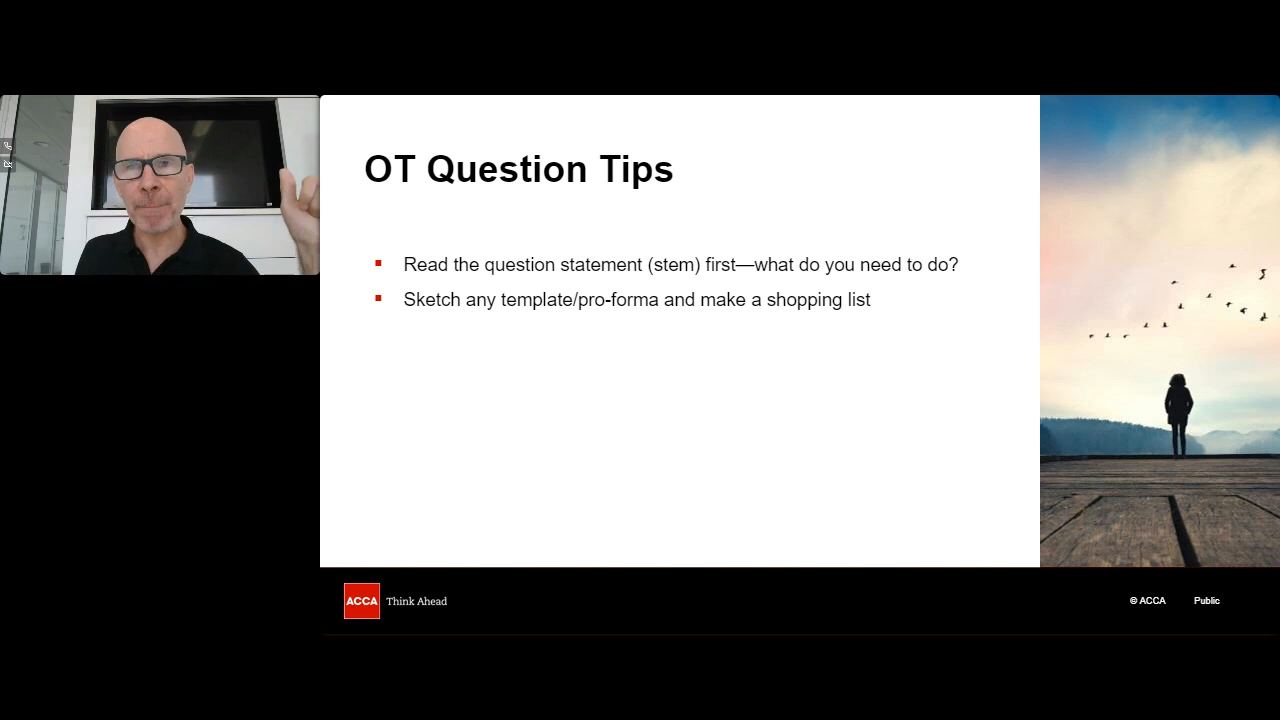 OT Question Tips
Read the question statement (stem) first—what do you need to do?
Sketch any template/pro-forma and make a shopping list
ACCA Think Ahead
© ACCA Public